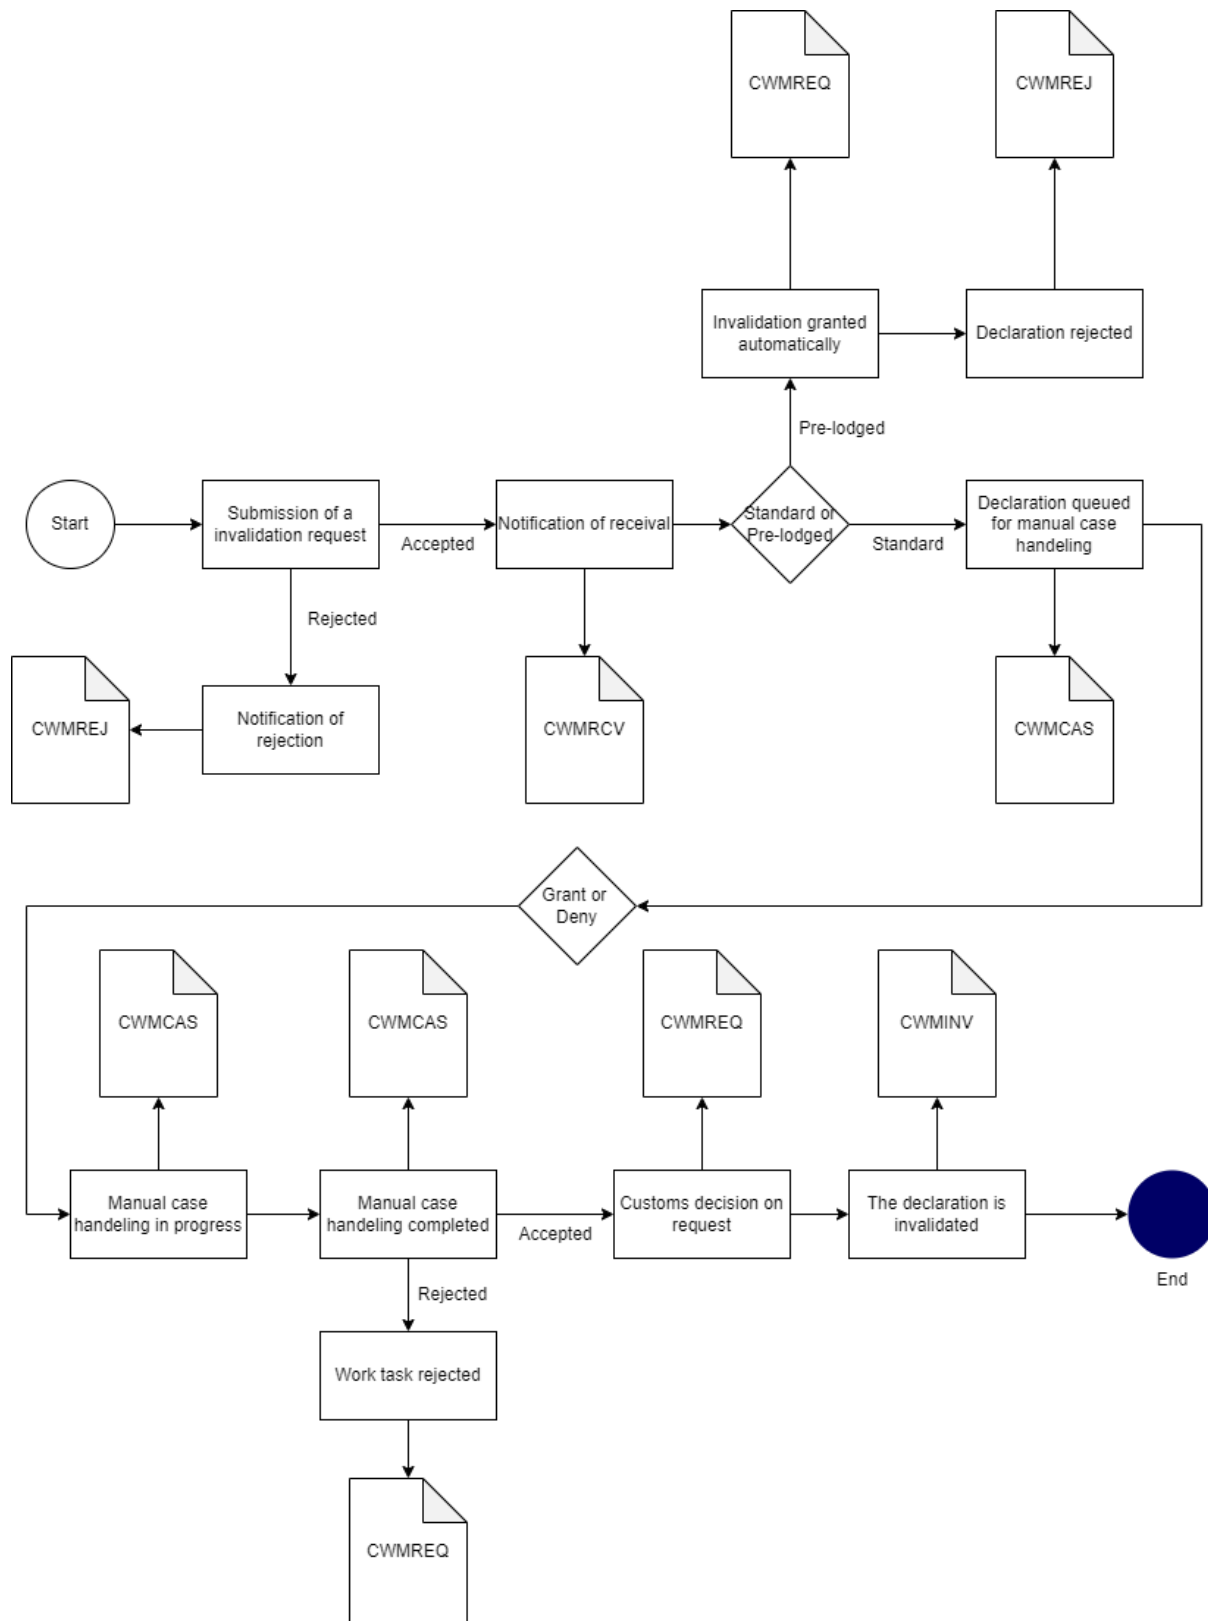 CWMREQ
CWMREJ
Invalidation granted
automatically
Declaration rejected
Pre-lodged
Start
Submission of a
invalidation request
Accepted
Notification of receival
Standard or
Pre-lodged
Standard
Declaration queued
for manual case
handeling
Rejected
CWMREJ
Notification of
rejection
CWMRCV
CWMCAS
Grant or
Deny
CWMCAS
CWMCAS
CWMREQ
CWMINV
Manual case
handeling in progress
Manual case
handeling completed
Accepted
Customs decision on
request
The declaration is
invalidated
End
Rejected
Work task rejected
CWMREQ